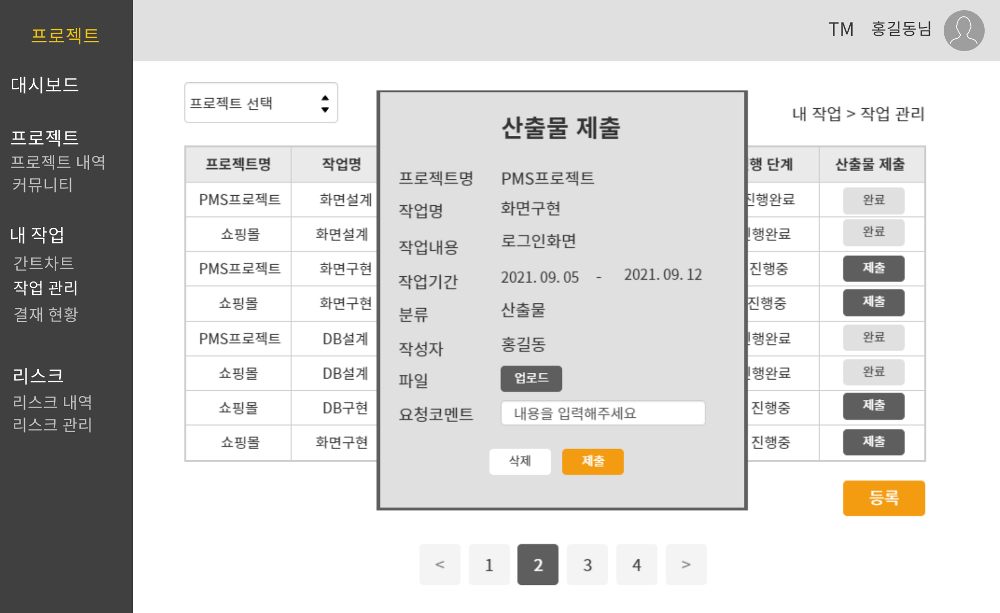 프로젝트
대시보드
프로젝트
프로젝트 내역
커뮤니티
내 작업
간트차트
작업 관리
결재 현황
리스크
리스크 내역
리스크 관리
TM 홍길동님
프로젝트 선택
내 작업 > 작업 관리
프로젝트명 작업명 행 단계 산출물 제출
PMS프로젝트 화면설계 진행완료 완료
쇼핑몰 화면설계 행완료 완료
PMS프로젝트 화면구현 진행중 제출
쇼핑몰 화면구현 진행중 제출
PMS프로젝트 DB설계 행완료 완료
쇼핑몰 DB설계 행완료 완료
쇼핑몰 DB구현 진행중 제출
쇼핑몰 화면구현 진행중 제출
산출물 제출
프로젝트명 PMS프로젝트
작업명 화면구현
작업내용 로그인화면
작업기간 2021. 09. 05 - 2021. 09. 12
분류 산출물
작성자 홍길동
파일 업로드
요청코멘트 내용을 입력해주세요
삭제 제출
등록
< 1 2 3 4 >